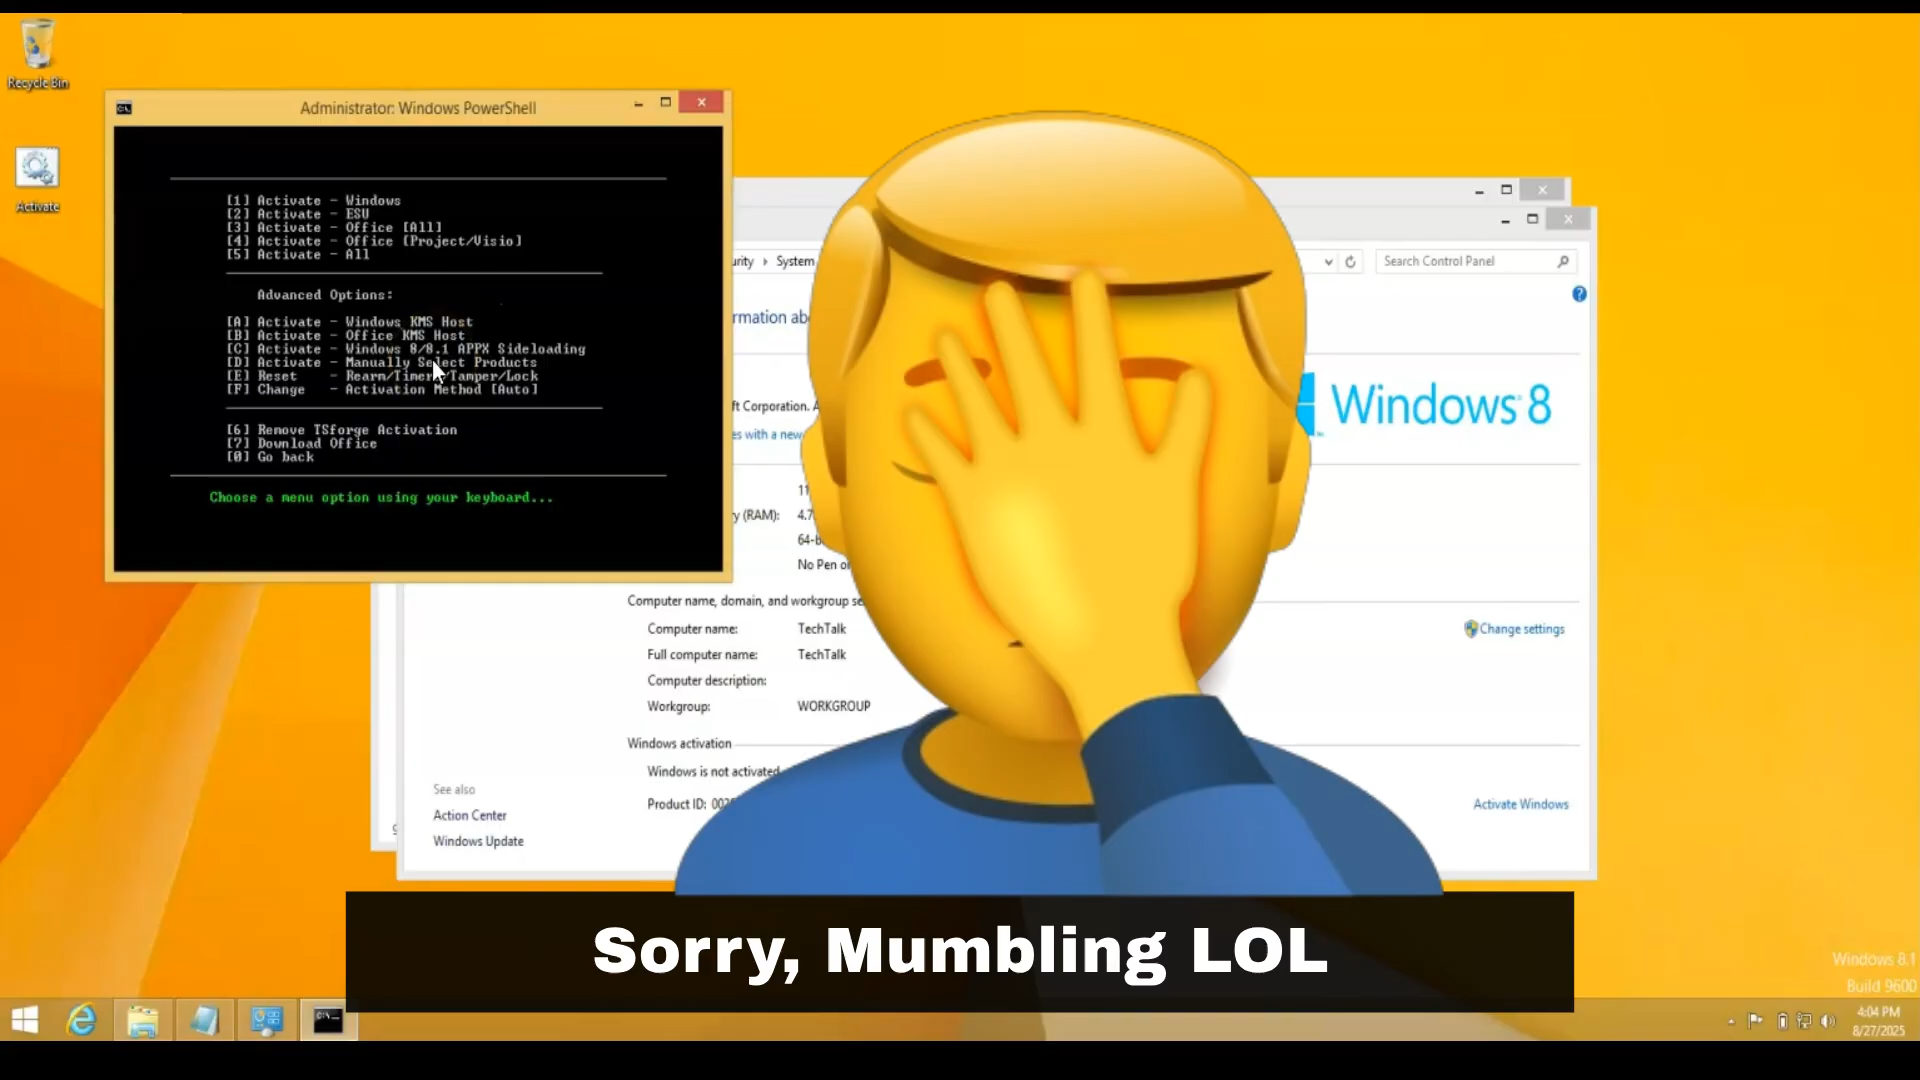 Recycle Bin
Activate
Administrator: Windows PowerShell
[1] Activate - Windows
[2] Activate - ESU
[3] Activate - Office [All]
[4] Activate - Office [Project/Visio]
[5] Activate - All
Advanced Options:
[A] Activate - Windows KMS Host
[B] Activate - Office KMS Host
[C] Activate - Windows 8/8.1 APPX Sideloading
[D] Activate - Manually Select Products
[E] Reset - Rearm/Timers/Tamper/Lock
[F] Change - Activation Method [Auto]
[6] Remove TSforge Activation
[7] Download Office
[0] Go back
Choose a menu option using your keyboard...
System
Search Control Panel
Corporation.
with a new
Windows 8
(RAM):
No Pen
Computer name, domain, and workgroup
Computer name: TechTalk
Change settings
Full computer name: TechTalk
Computer description:
Workgroup: WORKGROUP
Windows activation
Windows is not activated.
Product ID:
Activate Windows
See also
Action Center
Windows Update
Sorry, Mumbling LOL
Windows 8.1
Build 9600
4:04 PM
8/27/2025